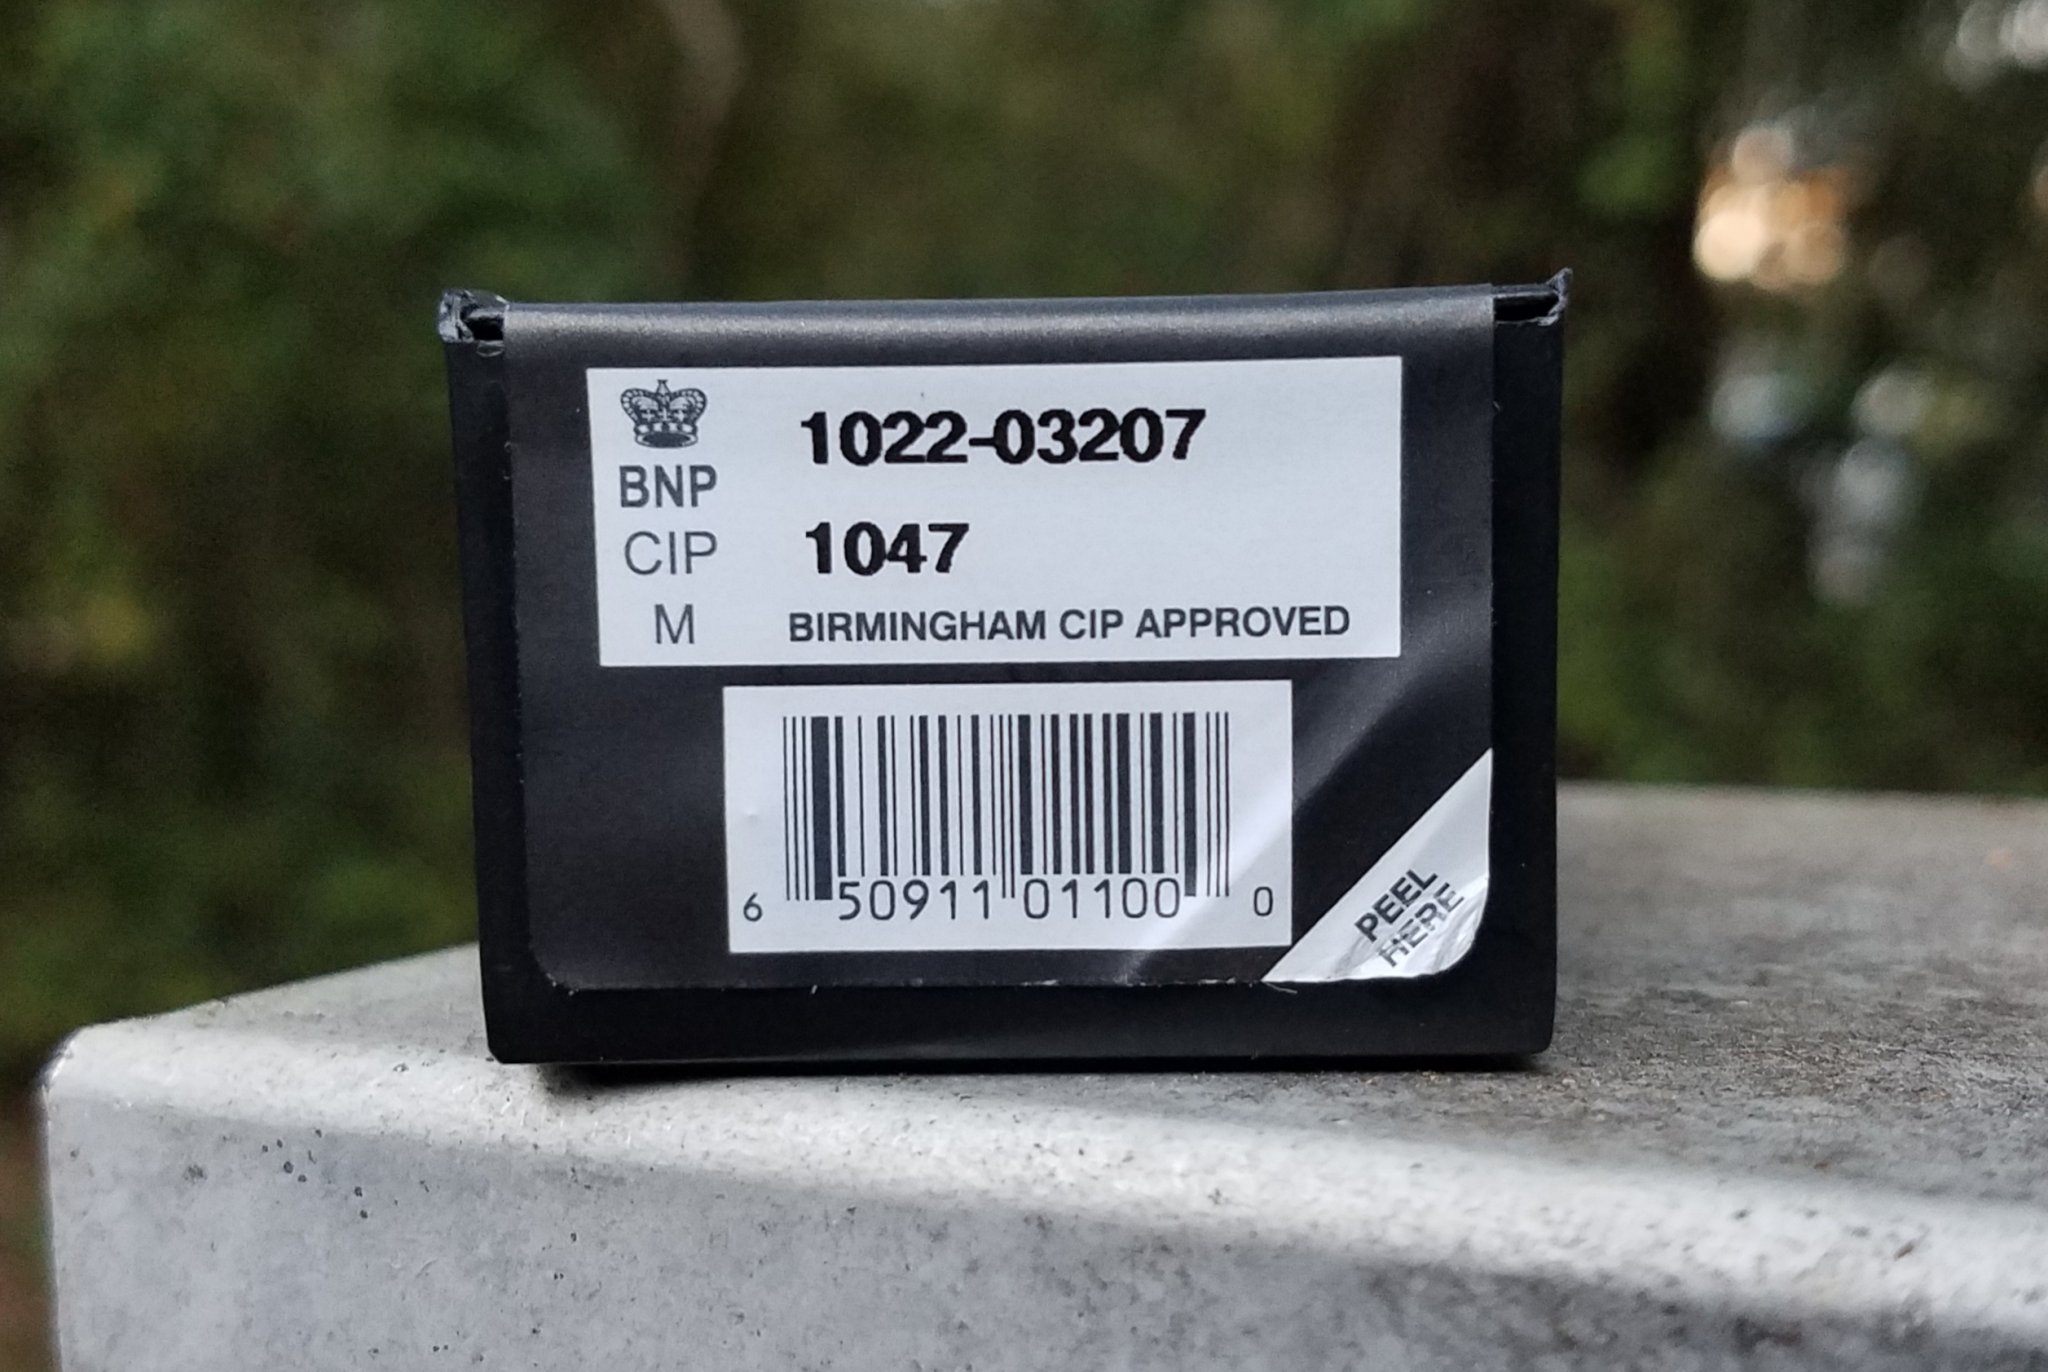 1022-03207
BNP
CIP 1047
M BIRMINGHAM CIP APPROVED
6 50911 01100 0
PEEL
HERE